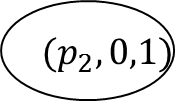 (p₂, 0,1)